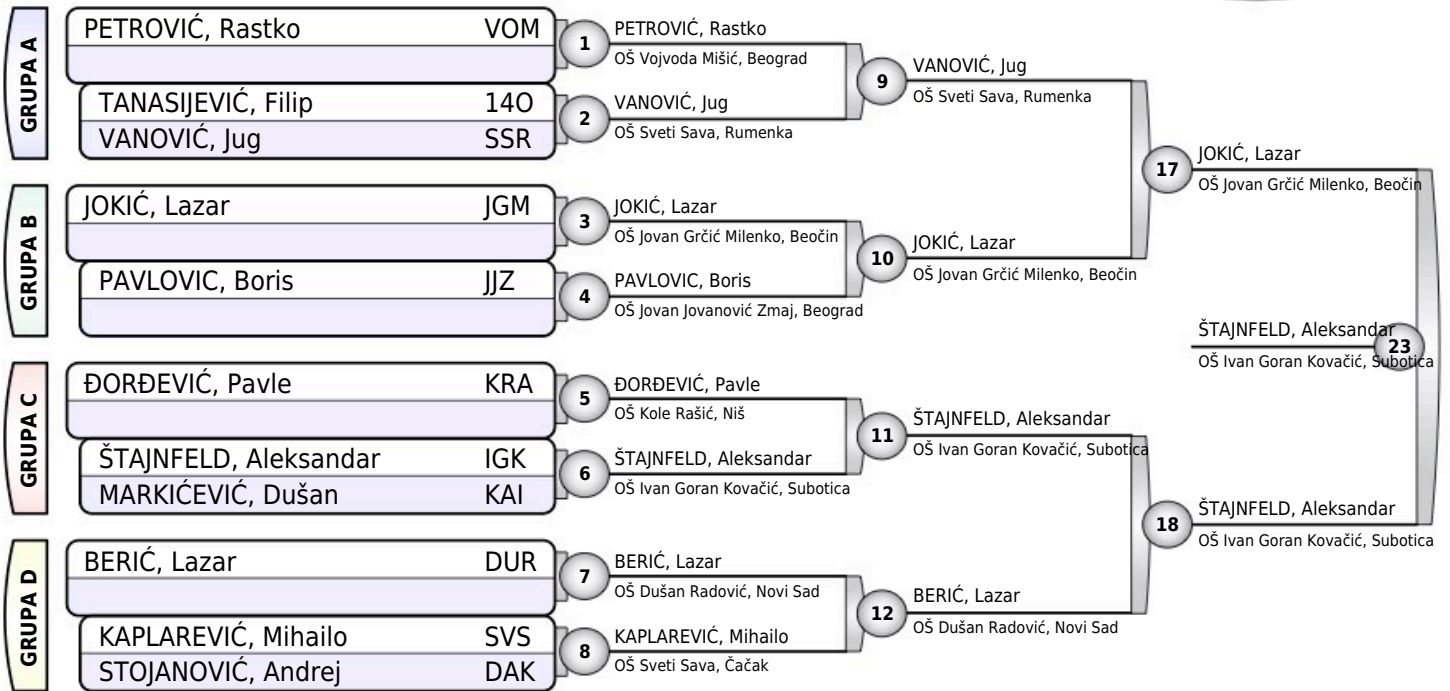 GRUPA A
PETROVIĆ, Rastko VOM
TANASIJEVIĆ, Filip 14O
VANOVIĆ, Jug SSR
GRUPA B
JOKIĆ, Lazar JGM
PAVLOVIC, Boris JJZ
GRUPA C
ĐORĐEVIĆ, Pavle KRA
ŠTAJNFELD, Aleksandar IGK
MARKIĆEVIĆ, Dušan KAI
GRUPA D
BERIĆ, Lazar DUR
KAPLAREVIĆ, Mihailo SVS
STOJANOVIĆ, Andrej DAK
1
PETROVIĆ, Rastko
OŠ Vojvoda Mišić, Beograd
2
VANOVIĆ, Jug
OŠ Sveti Sava, Rumenka
3
JOKIĆ, Lazar
OŠ Jovan Grčić Milenko, Beočin
4
PAVLOVIC, Boris
OŠ Jovan Jovanović Zmaj, Beograd
5
ĐORĐEVIĆ, Pavle
OŠ Kole Rašić, Niš
6
ŠTAJNFELD, Aleksandar
OŠ Ivan Goran Kovačić, Subotica
7
BERIĆ, Lazar
OŠ Dušan Radović, Novi Sad
8
KAPLAREVIĆ, Mihailo
OŠ Sveti Sava, Čačak
9
VANOVIĆ, Jug
OŠ Sveti Sava, Rumenka
10
JOKIĆ, Lazar
OŠ Jovan Grčić Milenko, Beočin
11
ŠTAJNFELD, Aleksandar
OŠ Ivan Goran Kovačić, Subotica
12
BERIĆ, Lazar
OŠ Dušan Radović, Novi Sad
17
JOKIĆ, Lazar
OŠ Jovan Grčić Milenko, Beočin
18
ŠTAJNFELD, Aleksandar
OŠ Ivan Goran Kovačić, Subotica
23
ŠTAJNFELD, Aleksandar
OŠ Ivan Goran Kovačić, Subotica